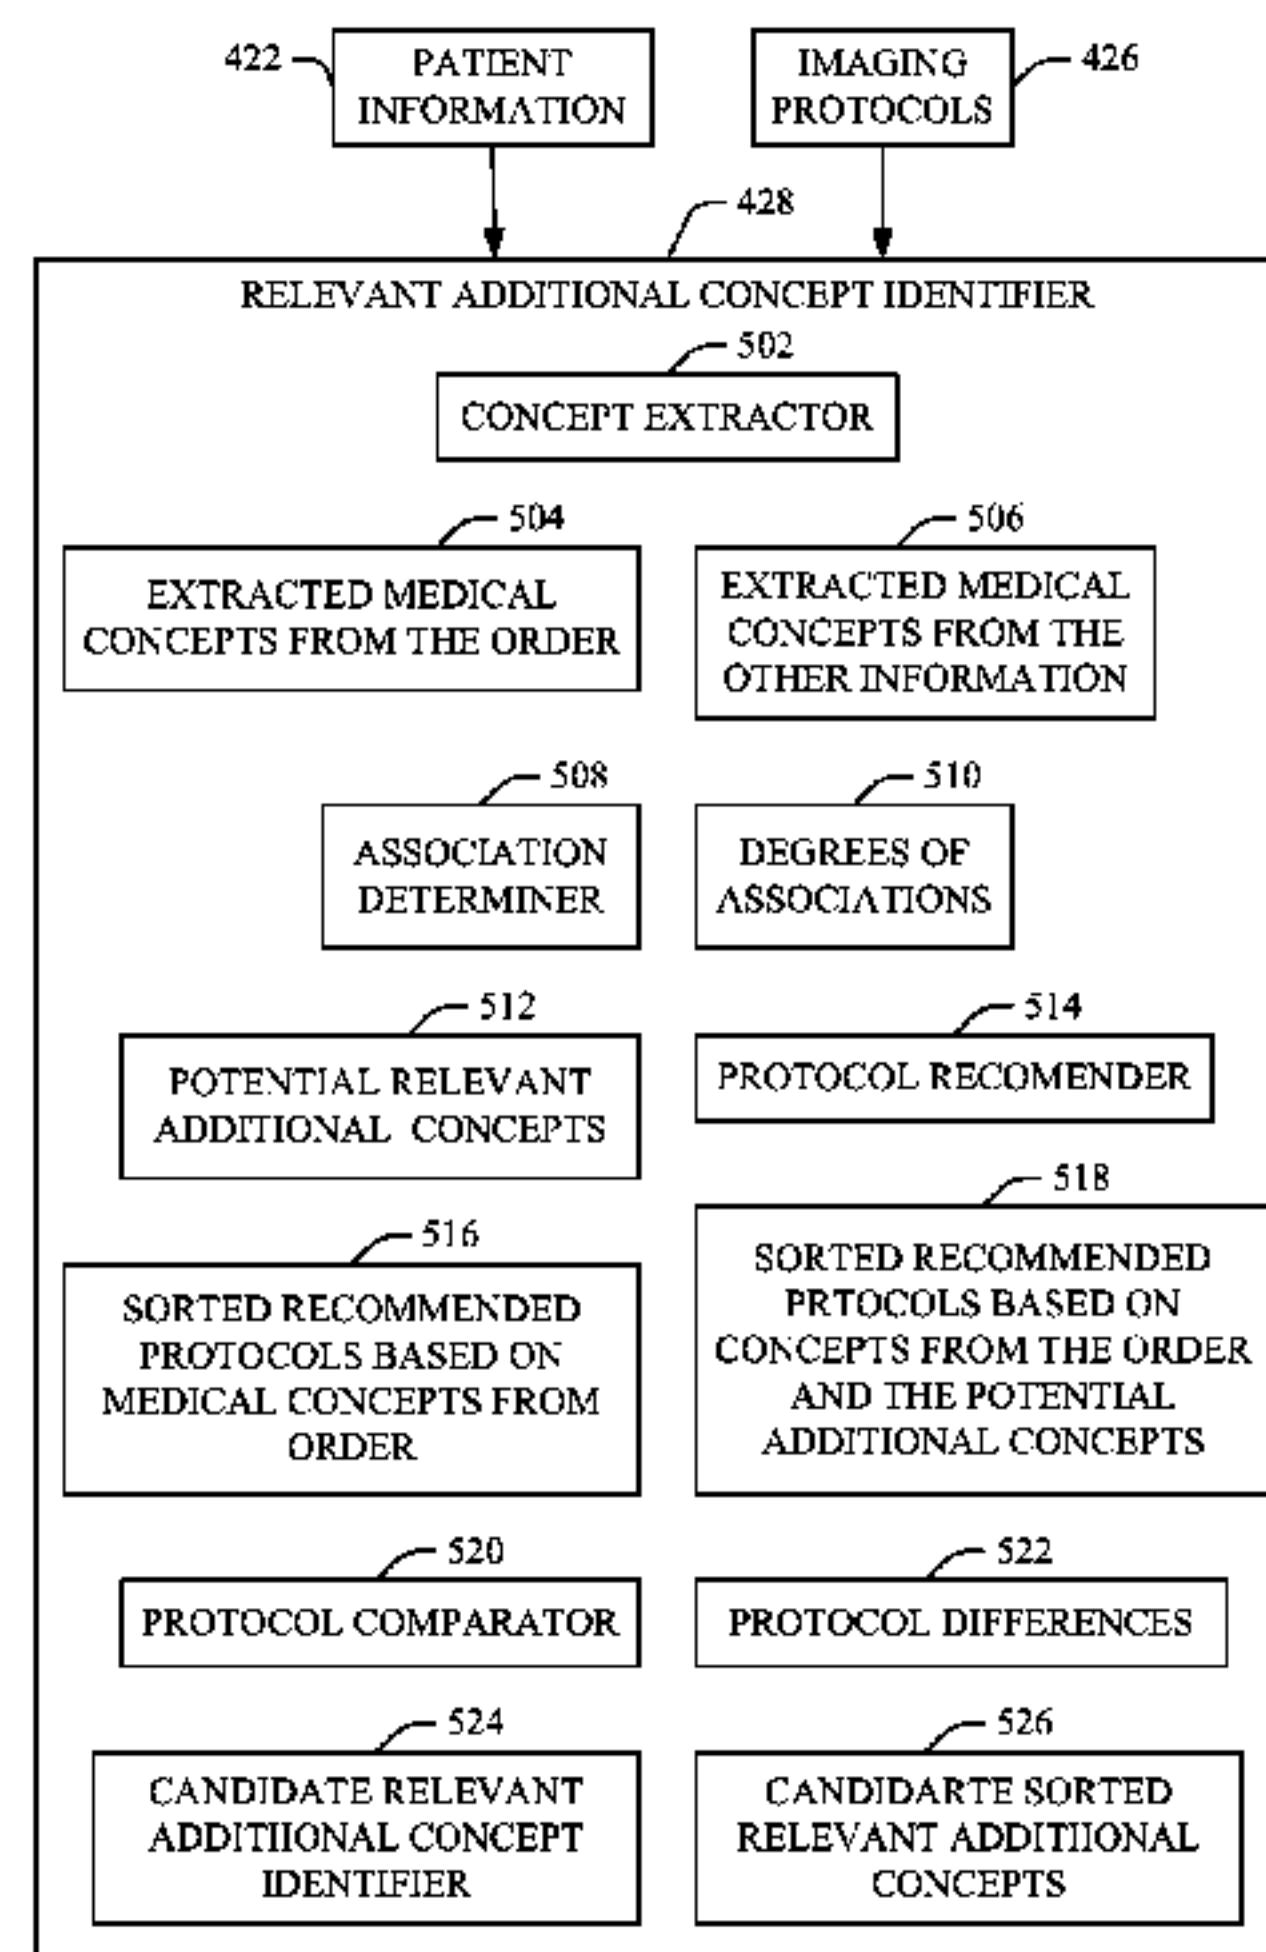 422
PATIENT
INFORMATION
IMAGING
PROTOCOLS
426
428
RELEVANT ADDITIONAL CONCEPT IDENTIFIER
502
CONCEPT EXTRACTOR
504
EXTRACTED MEDICAL
CONCEPTS FROM THE ORDER
506
EXTRACTED MEDICAL
CONCEPTS FROM THE
OTHER INFORMATION
508
ASSOCIATION
DETERMINER
510
DEGREES OF
ASSOCIATIONS
512
POTENTIAL RELEVANT
ADDITIONAL CONCEPTS
514
PROTOCOL RECOMENDER
516
SORTED RECOMMENDED
PROTOCOLS BASED ON
MEDICAL CONCEPTS FROM
ORDER
518
SORTED RECOMMENDED
PRTOCOLS BASED ON
CONCEPTS FROM THE ORDER
AND THE POTENTIAL
ADDITIONAL CONCEPTS
520
PROTOCOL COMPARATOR
522
PROTOCOL DIFFERENCES
524
CANDIDATE RELEVANT
ADDITIIONAL CONCEPT
IDENTIFIER
526
CANDIDARTE SORTED
RELEVANT ADDITIIONAL
CONCEPTS